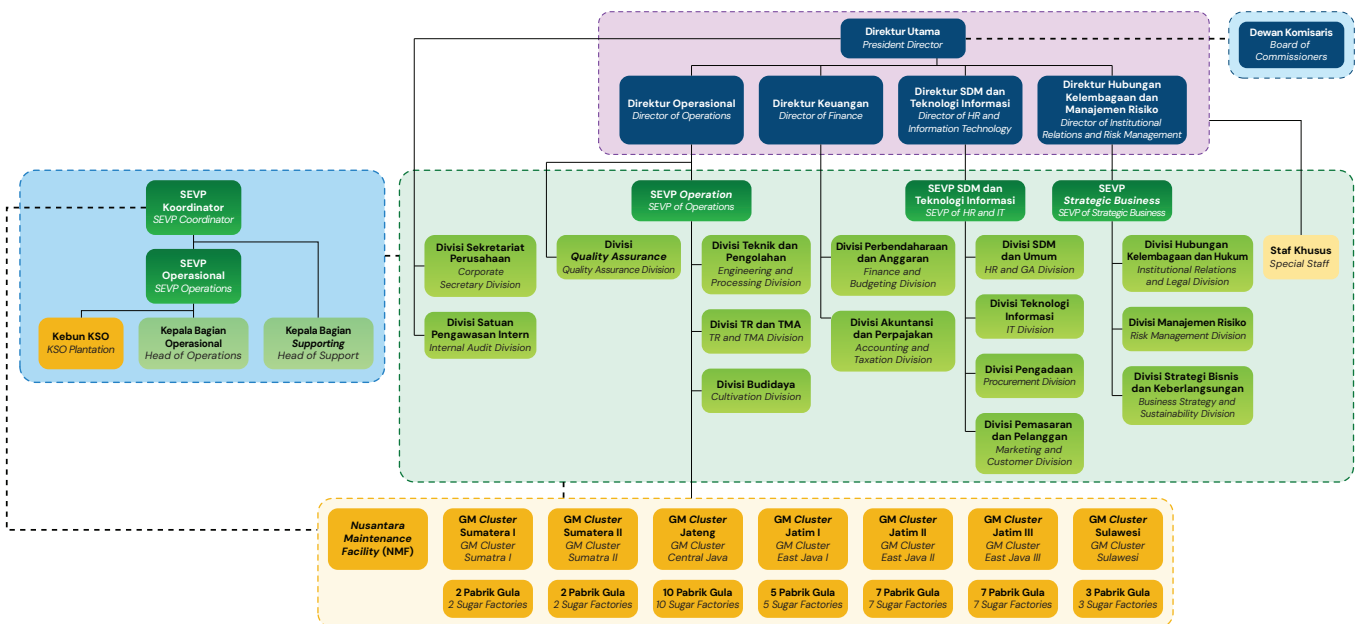 Direktur Utama
President Director
Dewan Komisaris
Board of
Commissioners
Direktur Operasional
Director of Operations
Direktur Keuangan
Director of Finance
Direktur SDM dan
Teknologi Informasi
Director of HR and
Information Technology
Direktur Hubungan
Kelembagaan dan
Manajemen Risiko
Director of Institutional
Relations and Risk Management
SEVP
Koordinator
SEVP Coordinator
SEVP
Operasional
SEVP Operations
Kebun KSO
KSO Plantation
Kepala Bagian
Operasional
Head of Operations
Kepala Bagian
Supporting
Head of Support
SEVP Operation
SEVP of Operations
SEVP SDM dan
Teknologi Informasi
SEVP of HR and IT
SEVP
Strategic Business
SEVP of Strategic Business
Divisi Sekretariat
Perusahaan
Corporate
Secretary Division
Divisi Satuan
Pengawasan Intern
Internal Audit Division
Divisi
Quality Assurance
Quality Assurance Division
Divisi Teknik dan
Pengolahan
Engineering and
Processing Division
Divisi TR dan TMA
TR and TMA Division
Divisi Budidaya
Cultivation Division
Divisi Perbendaharaan
dan Anggaran
Finance and
Budgeting Division
Divisi Akuntansi
dan Perpajakan
Accounting and
Taxation Division
Divisi SDM
dan Umum
HR and GA Division
Divisi Teknologi
Informasi
IT Division
Divisi Pengadaan
Procurement Division
Divisi Pemasaran
dan Pelanggan
Marketing and
Customer Division
Divisi Hubungan
Kelembagaan dan Hukum
Institutional Relations
and Legal Division
Divisi Manajemen Risiko
Risk Management Division
Divisi Strategi Bisnis
dan Keberlangsungan
Business Strategy and
Sustainability Division
Staf Khusus
Special Staff
Nusantara
Maintenance
Facility (NMF)
GM Cluster
Sumatera I
GM Cluster
Sumatra I
GM Cluster
Sumatera II
GM Cluster
Sumatra II
GM Cluster
Jateng
GM Cluster
Central Java
GM Cluster
Jatim I
GM Cluster
East Java I
GM Cluster
Jatim II
GM Cluster
East Java II
GM Cluster
Jatim III
GM Cluster
East Java III
GM Cluster
Sulawesi
GM Cluster
Sulawesi
2 Pabrik Gula
2 Sugar Factories
2 Pabrik Gula
2 Sugar Factories
10 Pabrik Gula
10 Sugar Factories
5 Pabrik Gula
5 Sugar Factories
7 Pabrik Gula
7 Sugar Factories
7 Pabrik Gula
7 Sugar Factories
3 Pabrik Gula
3 Sugar Factories